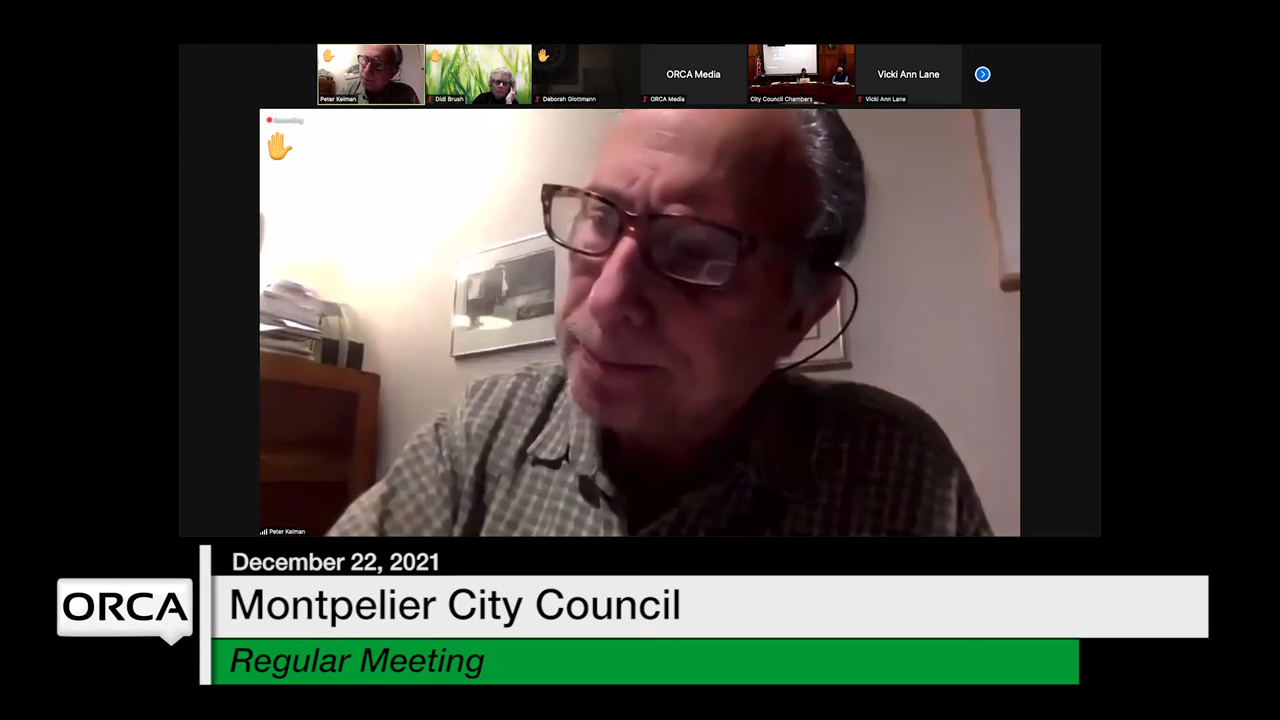 ORCA Media
Vicki Ann Lane
Peter Kelman
Didi Brush
Deborah Glottmann
ORCA Media
City Council Chambers
Vicki Ann Lane
Recording
Peter Kelman
December 22, 2021
ORCA
Montpelier City Council
Regular Meeting